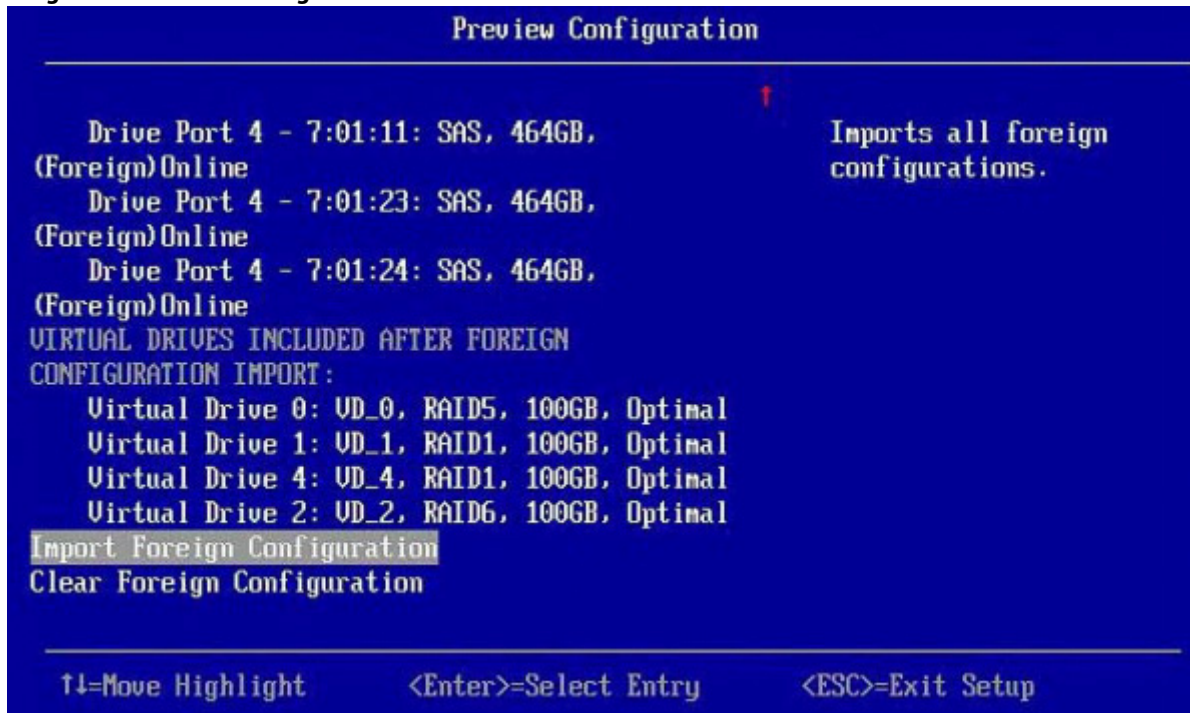 Preview Configuration
↑
Drive Port 4 - 7:01:11: SAS, 464GB,
(Foreign)Online
Drive Port 4 - 7:01:23: SAS, 464GB,
(Foreign)Online
Drive Port 4 - 7:01:24: SAS, 464GB,
(Foreign)Online
VIRTUAL DRIVES INCLUDED AFTER FOREIGN
CONFIGURATION IMPORT:
Virtual Drive 0: VD_0, RAID5, 100GB, Optimal
Virtual Drive 1: VD_1, RAID1, 100GB, Optimal
Virtual Drive 4: VD_4, RAID1, 100GB, Optimal
Virtual Drive 2: VD_2, RAID6, 100GB, Optimal
Import Foreign Configuration
Clear Foreign Configuration
Imports all foreign
configurations.
↑↓=Move Highlight <Enter>=Select Entry <ESC>=Exit Setup